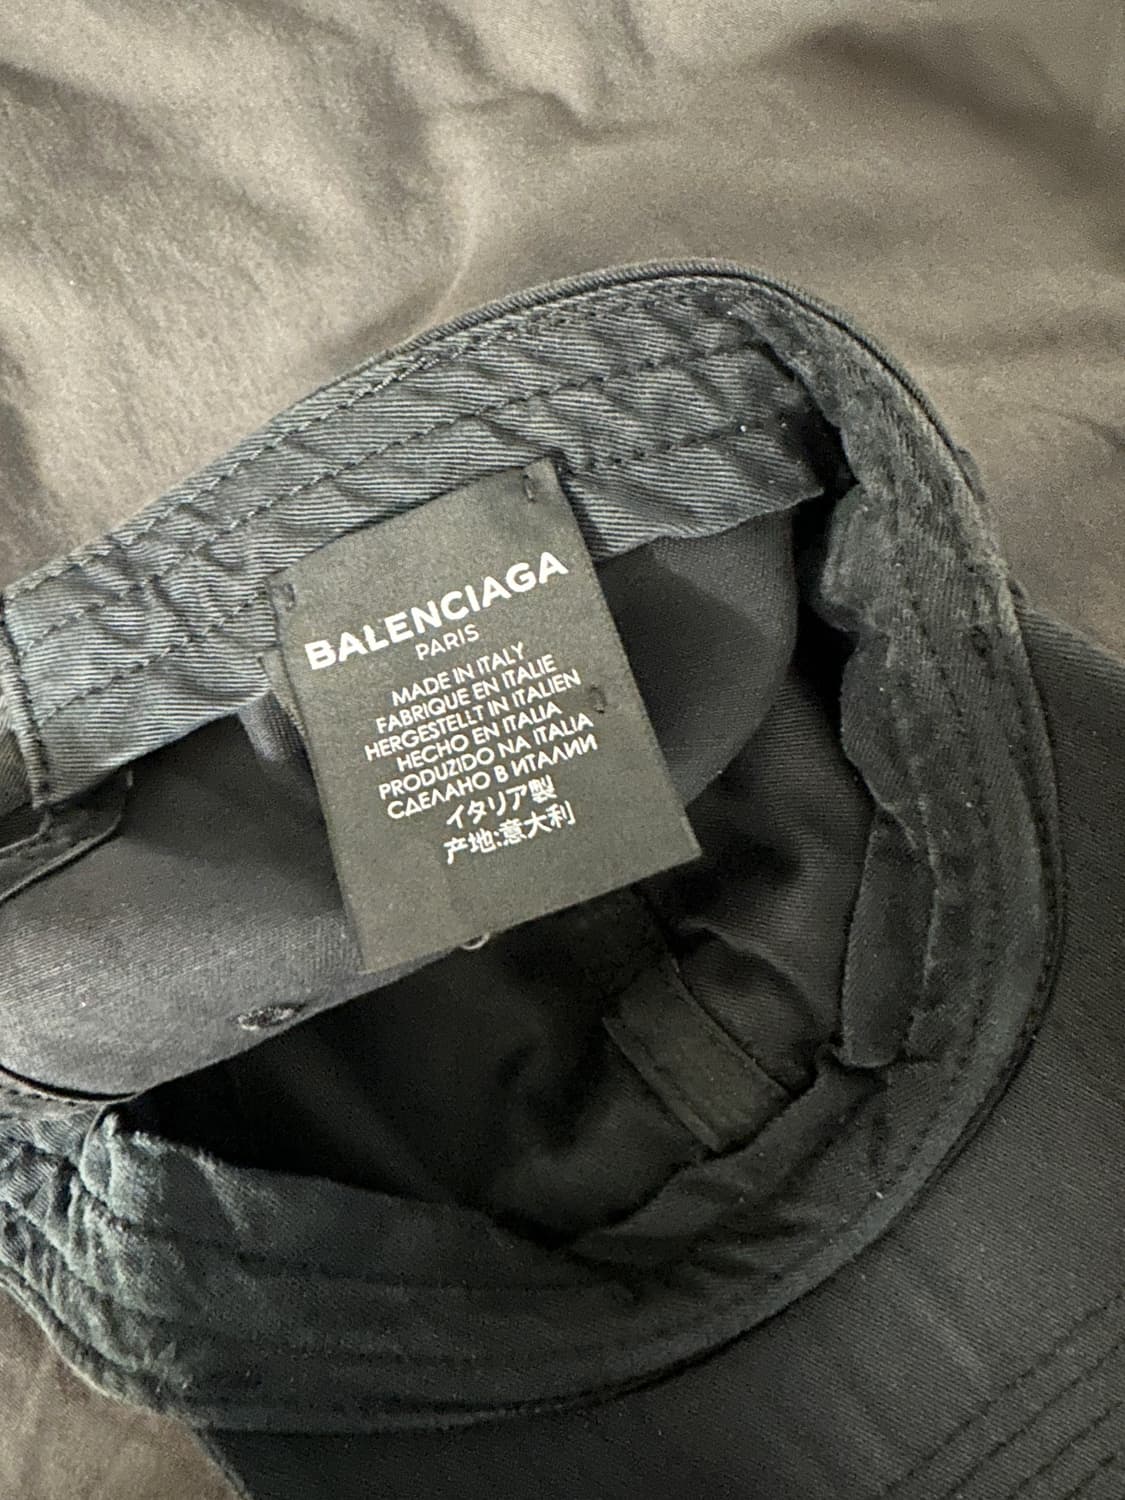 BALENCIAGA
PARIS
MADE IN ITALY
FABRIQUE EN ITALIE
HERGESTELLT IN ITALIEN
HECHO EN ITALIA
PRODUZIDO NA ITALIA
СДЕЛАНО В ИТАЛИИ
イタリア製
产地:意大利